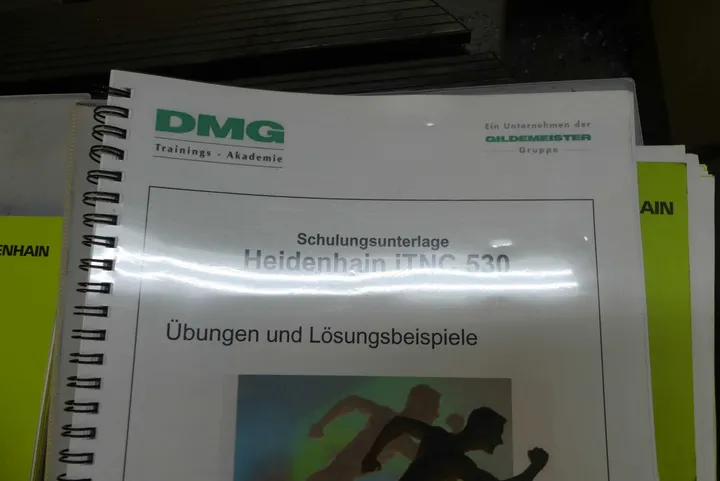 DMG
Trainings - Akademie
Ein Unternehmen der
GILDEMEISTER
Gruppe
Schulungsunterlage
Heidenhain iTNC 530
Übungen und Lösungsbeispiele
ENHAIN
AIN